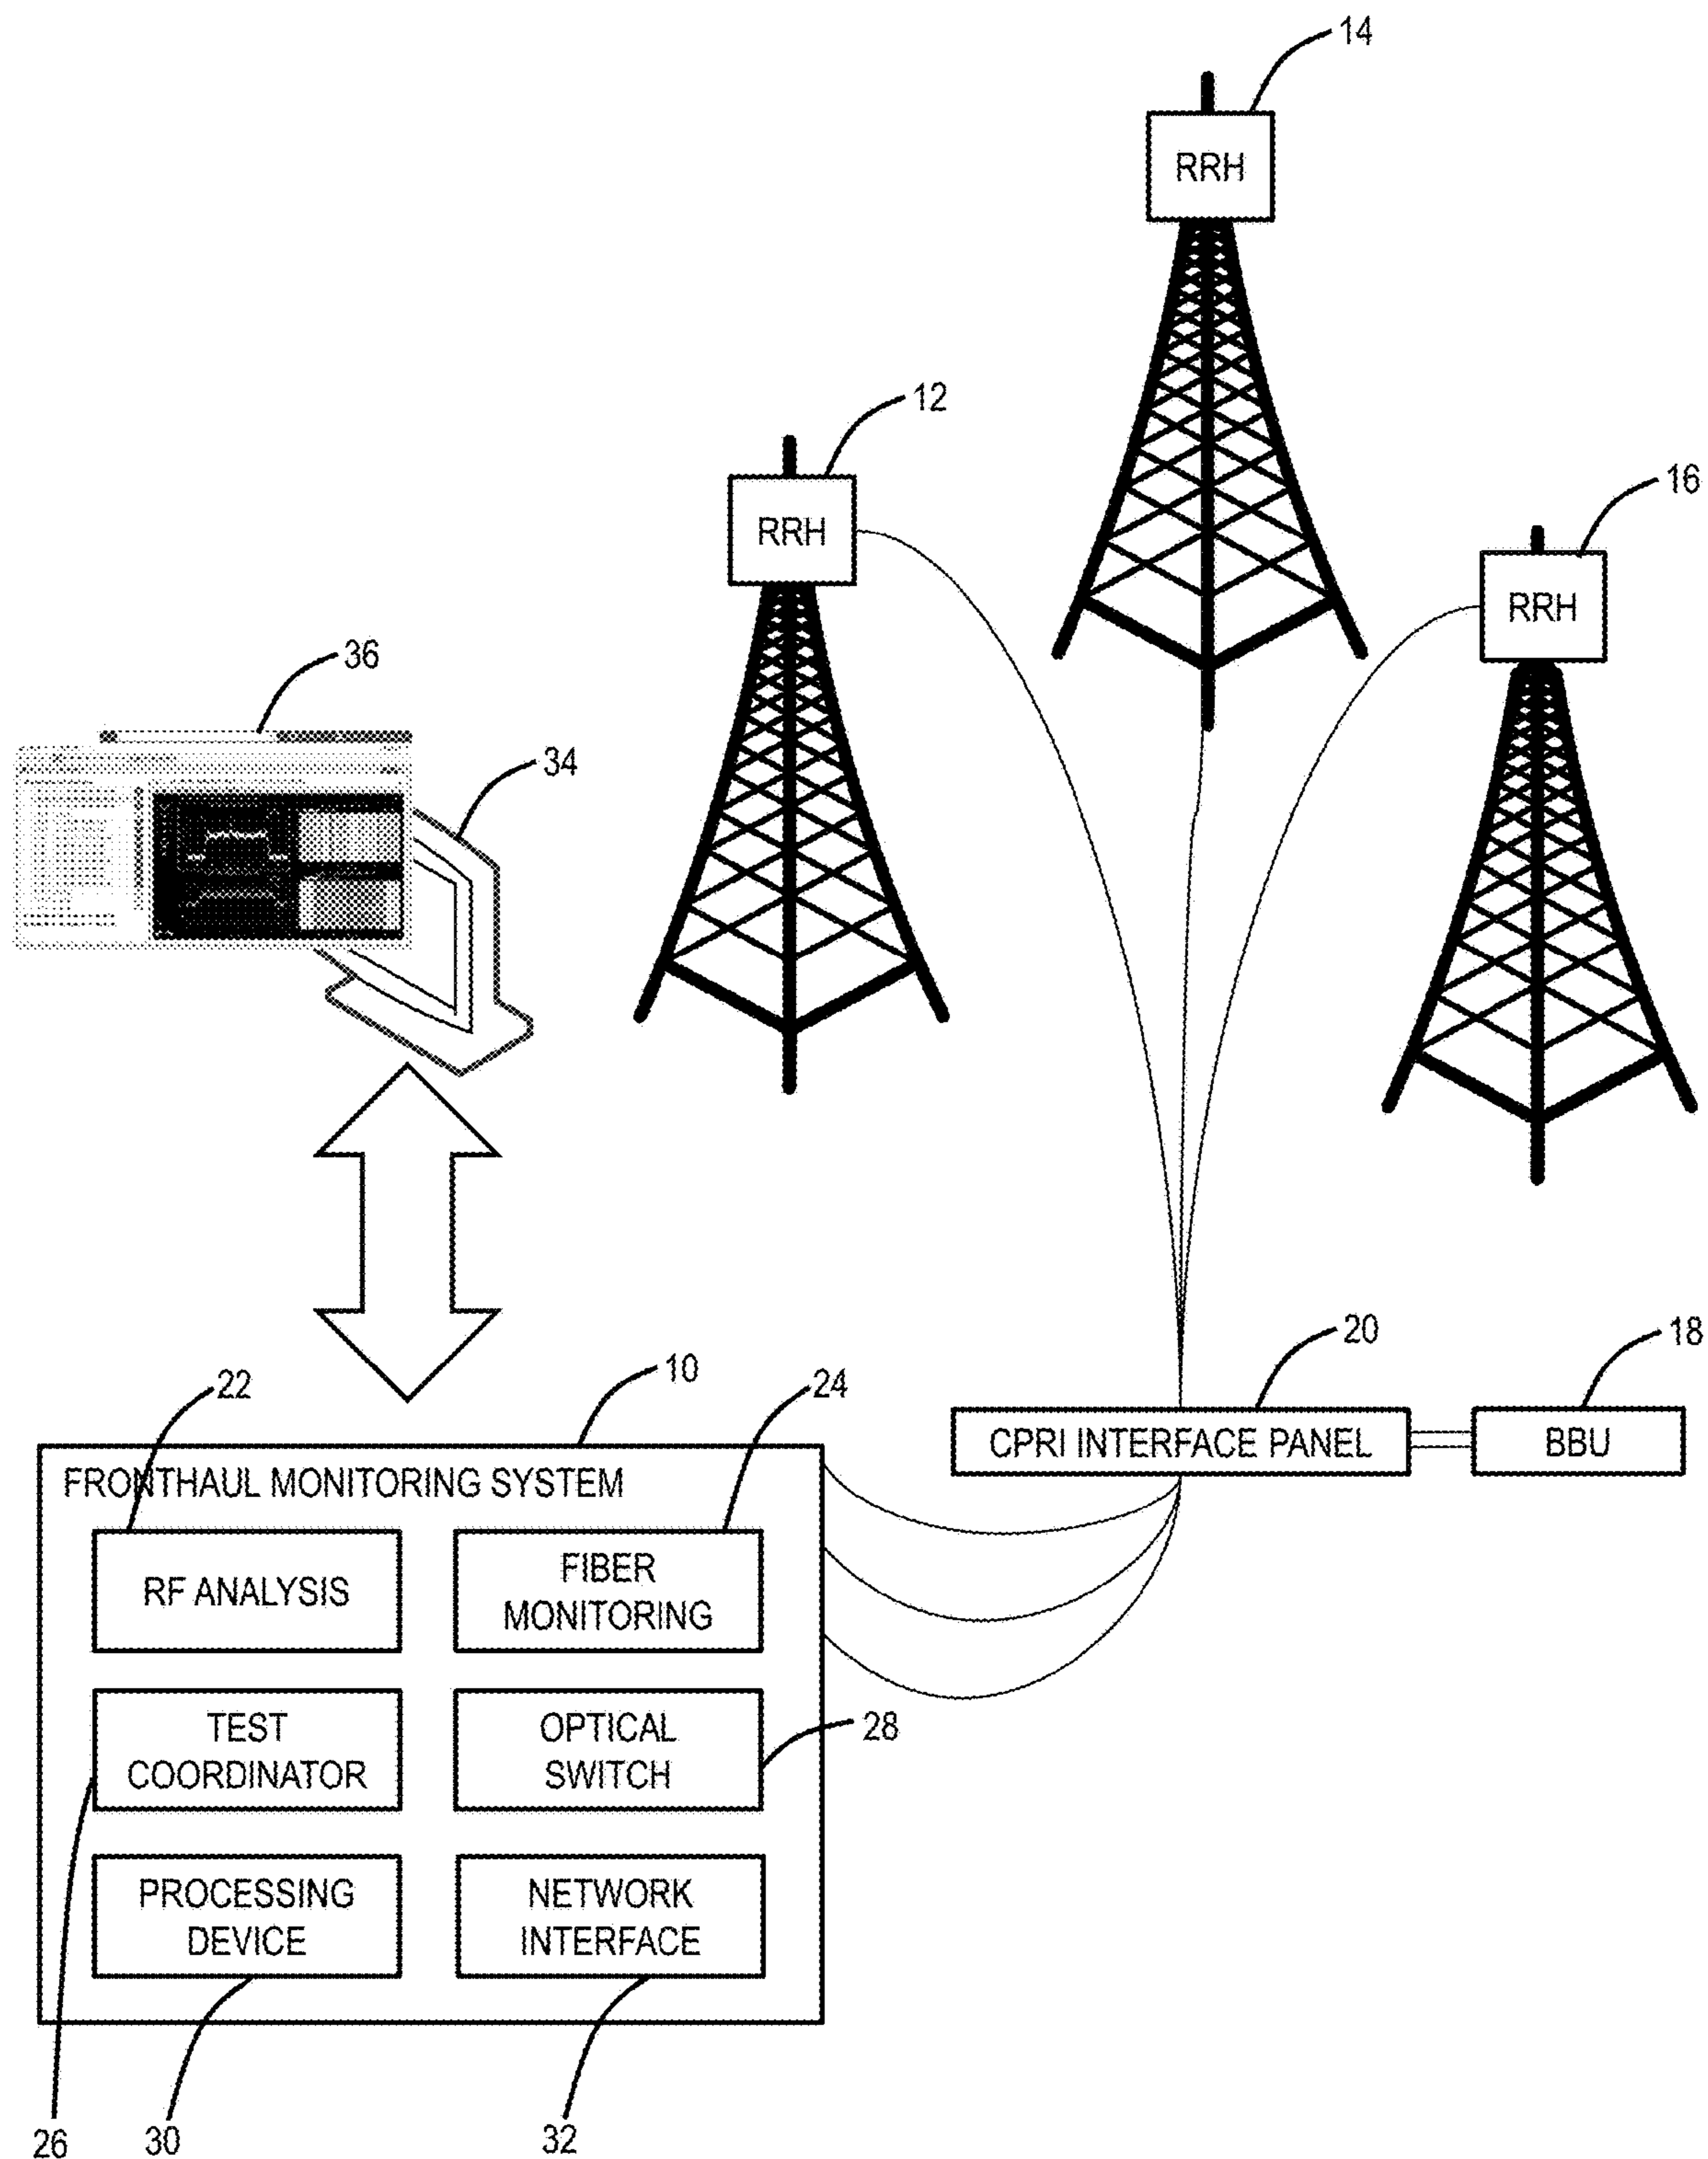 14
RRH
12
RRH
16
RRH
36
34
20
18
CPRI INTERFACE PANEL
BBU
10
22
24
FRONTHAUL MONITORING SYSTEM
RF ANALYSIS
FIBER
MONITORING
TEST
COORDINATOR
OPTICAL
SWITCH
28
PROCESSING
DEVICE
NETWORK
INTERFACE
26
30
32